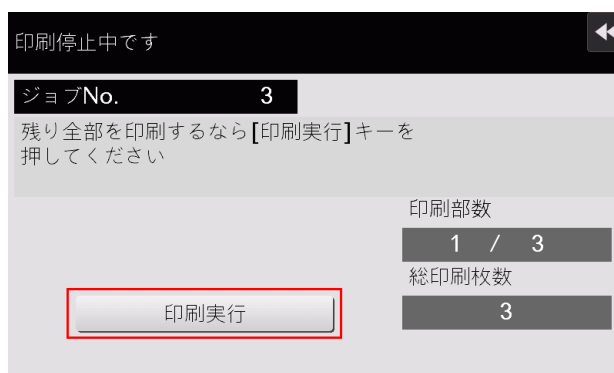 印刷停止中です
ジョブNo. 3
残り全部を印刷するなら[印刷実行]キーを
押してください
印刷部数
1 / 3
総印刷枚数
3
印刷実行